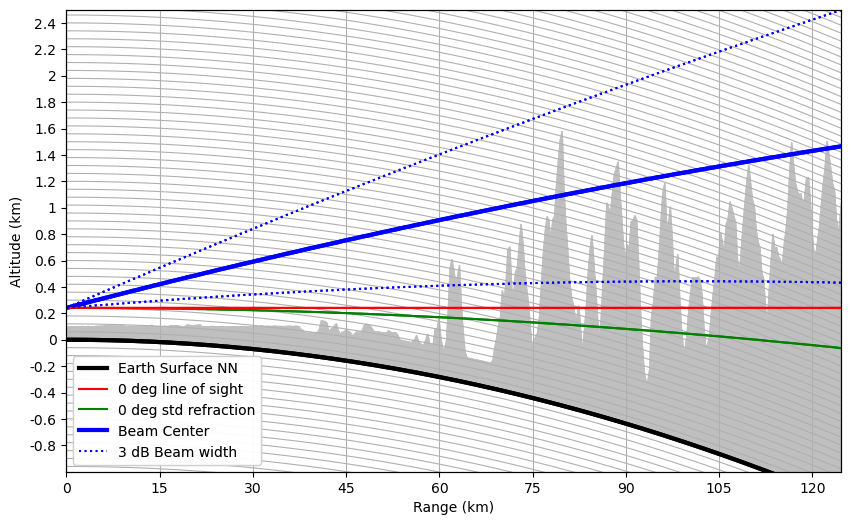 2.4
2.2
2
1.8
1.6
1.4
1.2
1
0.8
0.6
0.4
0.2
0
-0.2
-0.4
-0.6
-0.8
Altitude (km)
Earth Surface NN
0 deg line of sight
0 deg std refraction
Beam Center
3 dB Beam width
0 15 30 45 60 75 90 105 120
Range (km)